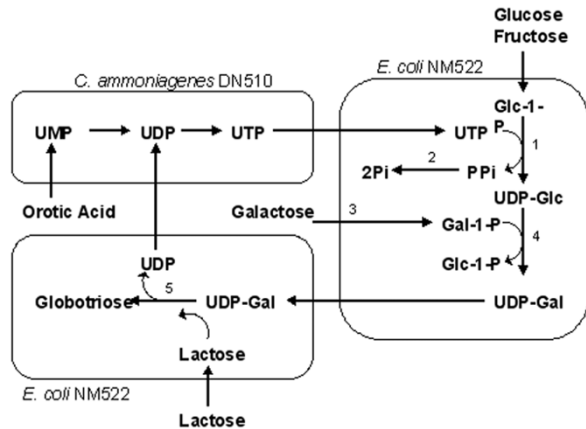 Glucose
Fructose
C. ammoniagenes DN510
E. coli NM522
Glc-1-
P
UMP
UDP
UTP
UTP
1
2
2Pi
PPi
UDP-Glc
Orotic Acid
Galactose
3
Gal-1-P
4
Glc-1-P
UDP
5
Globotriose
UDP-Gal
UDP-Gal
Lactose
E. coli NM522
Lactose